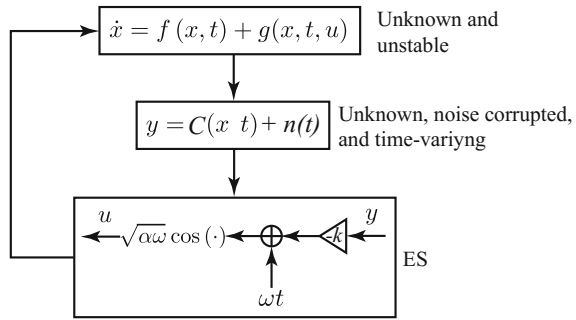 ẋ = f (x, t) + g(x, t, u)
Unknown and
unstable
y = C(x t) + n(t)
Unknown, noise corrupted,
and time-variyng
u
√αω cos (·)
-k
y
ES
ωt